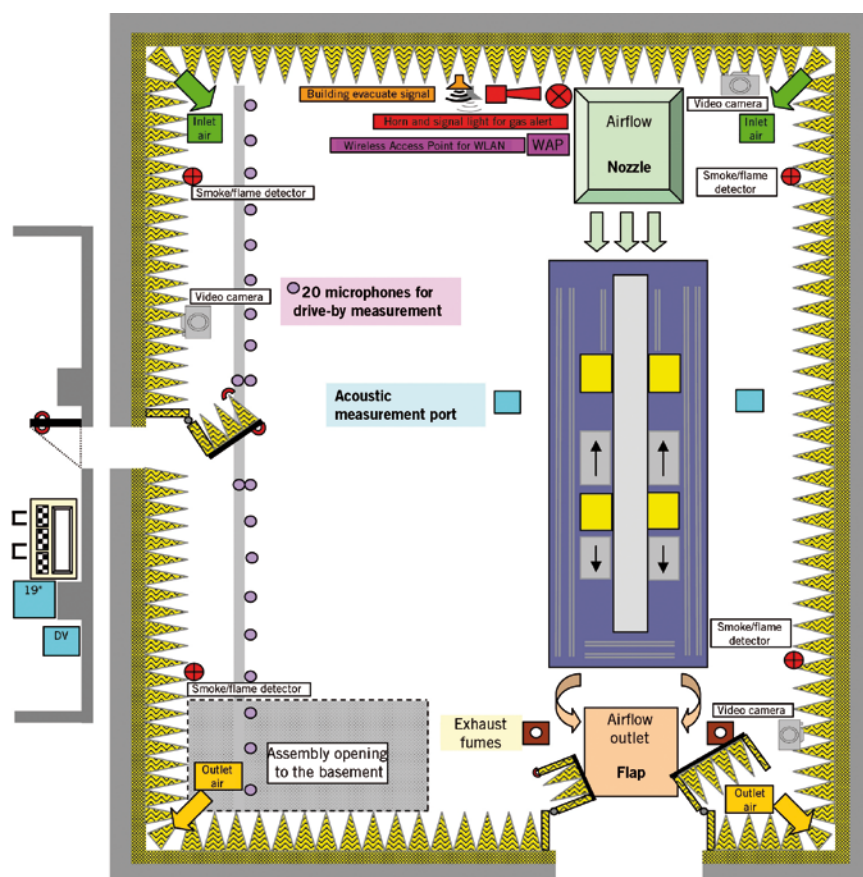 Building evacuate signal
Horn and signal light for gas alert
Wireless Access Point for WLAN
WAP
Airflow
Nozzle
Video camera
Inlet
air
Inlet
air
Smoke/flame detector
Smoke/flame
detector
Video camera
20 microphones for
drive-by measurement
Acoustic
measurement port
19"
DV
Smoke/flame
detector
Smoke/flame detector
Exhaust
fumes
Airflow
outlet
Flap
Video camera
Assembly opening
to the basement
Outlet
air
Outlet
air